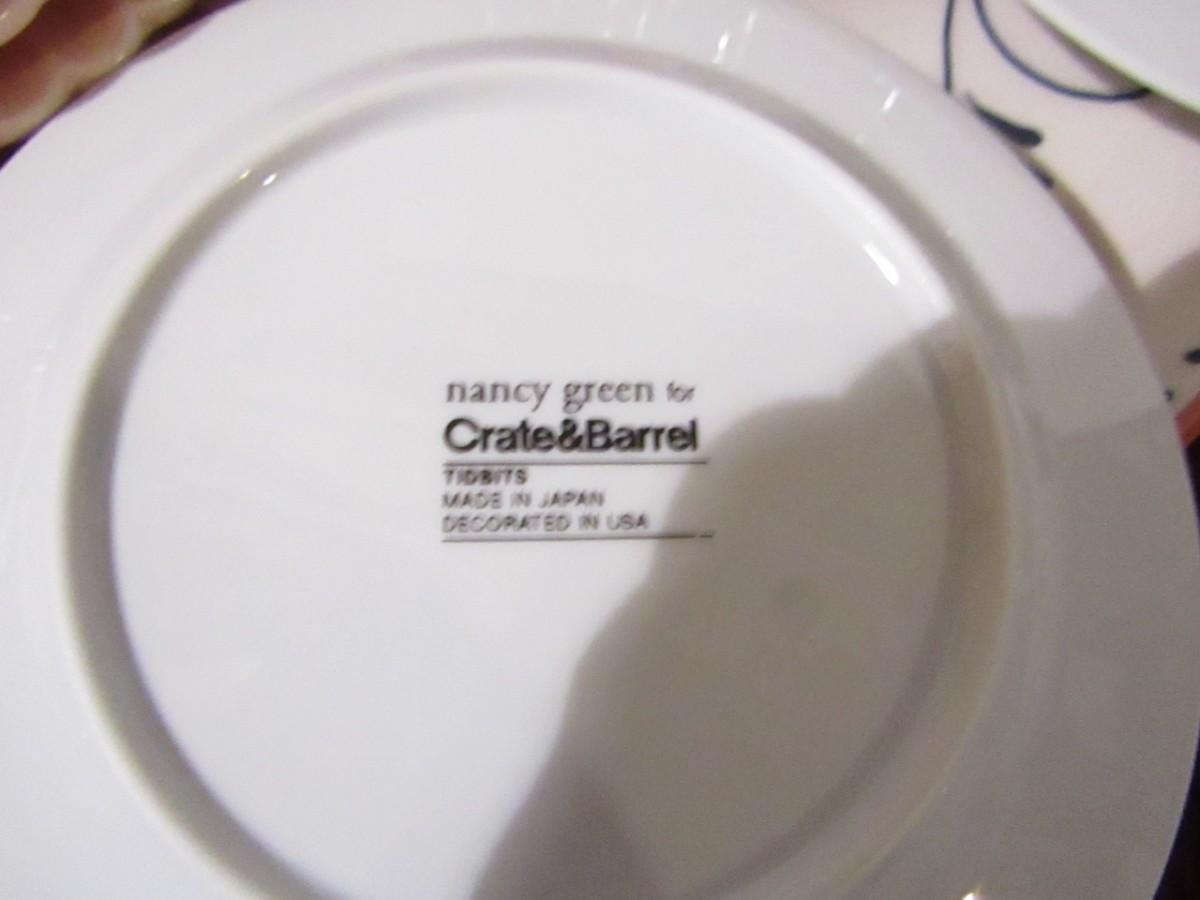 nancy green for
Crate&Barrel
TIDBITS
MADE IN JAPAN
DECORATED IN USA